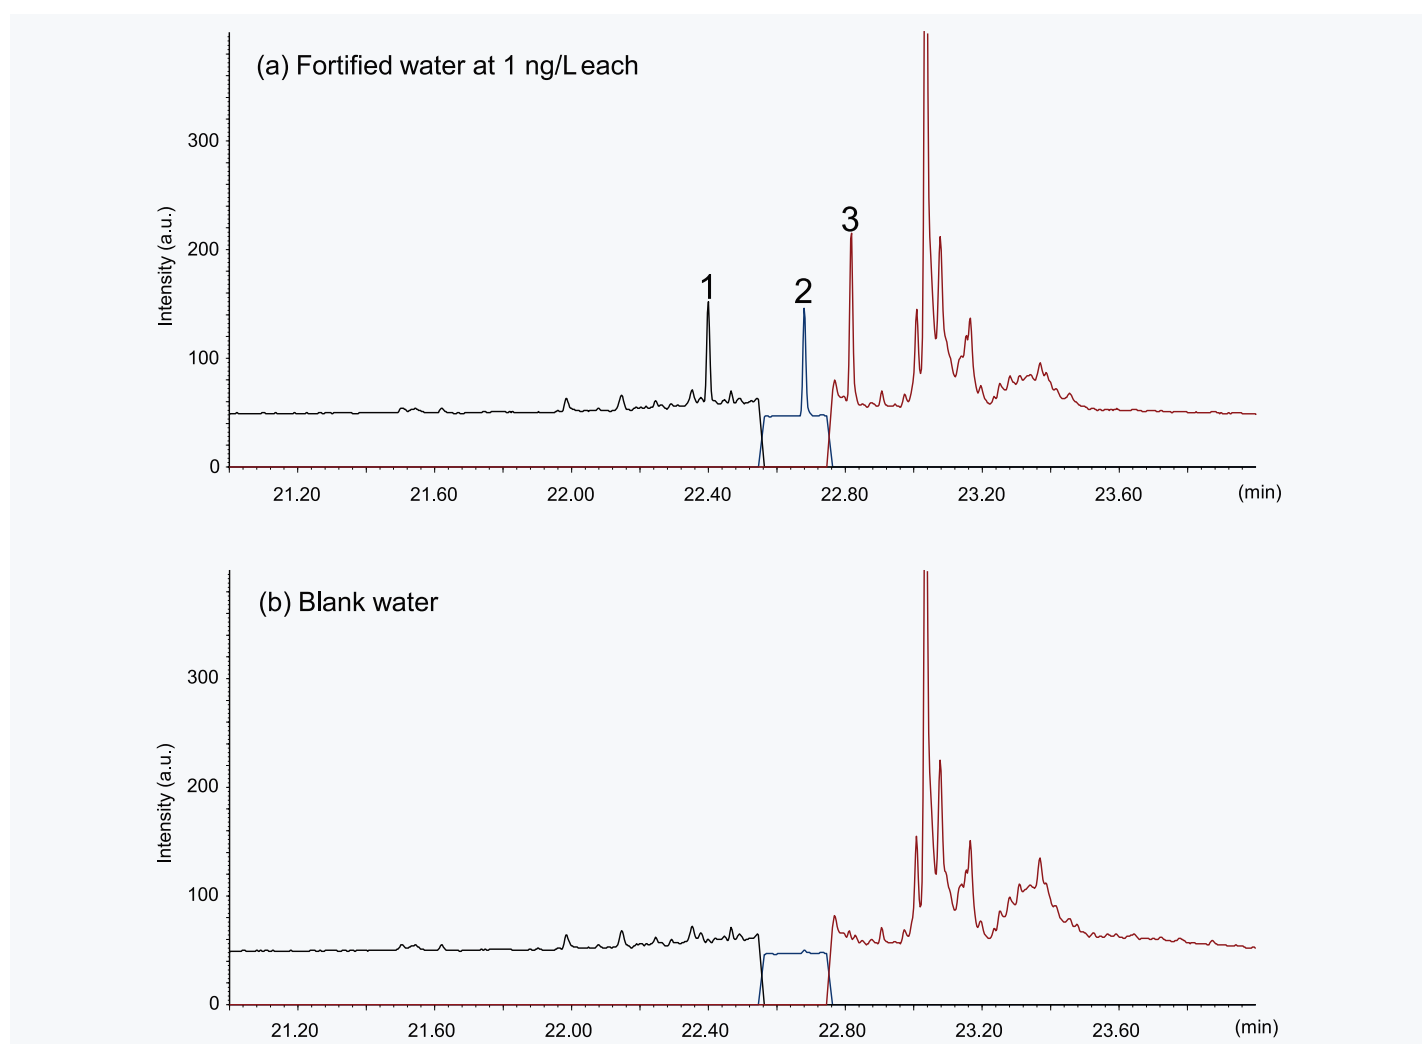 (a) Fortified water at 1 ng/L each
300
200
100
0
Intensity (a.u.)
1
2
3
21.20 21.60 22.00 22.40 22.80 23.20 23.60 (min)
(b) Blank water
300
200
100
0
Intensity (a.u.)
21.20 21.60 22.00 22.40 22.80 23.20 23.60 (min)